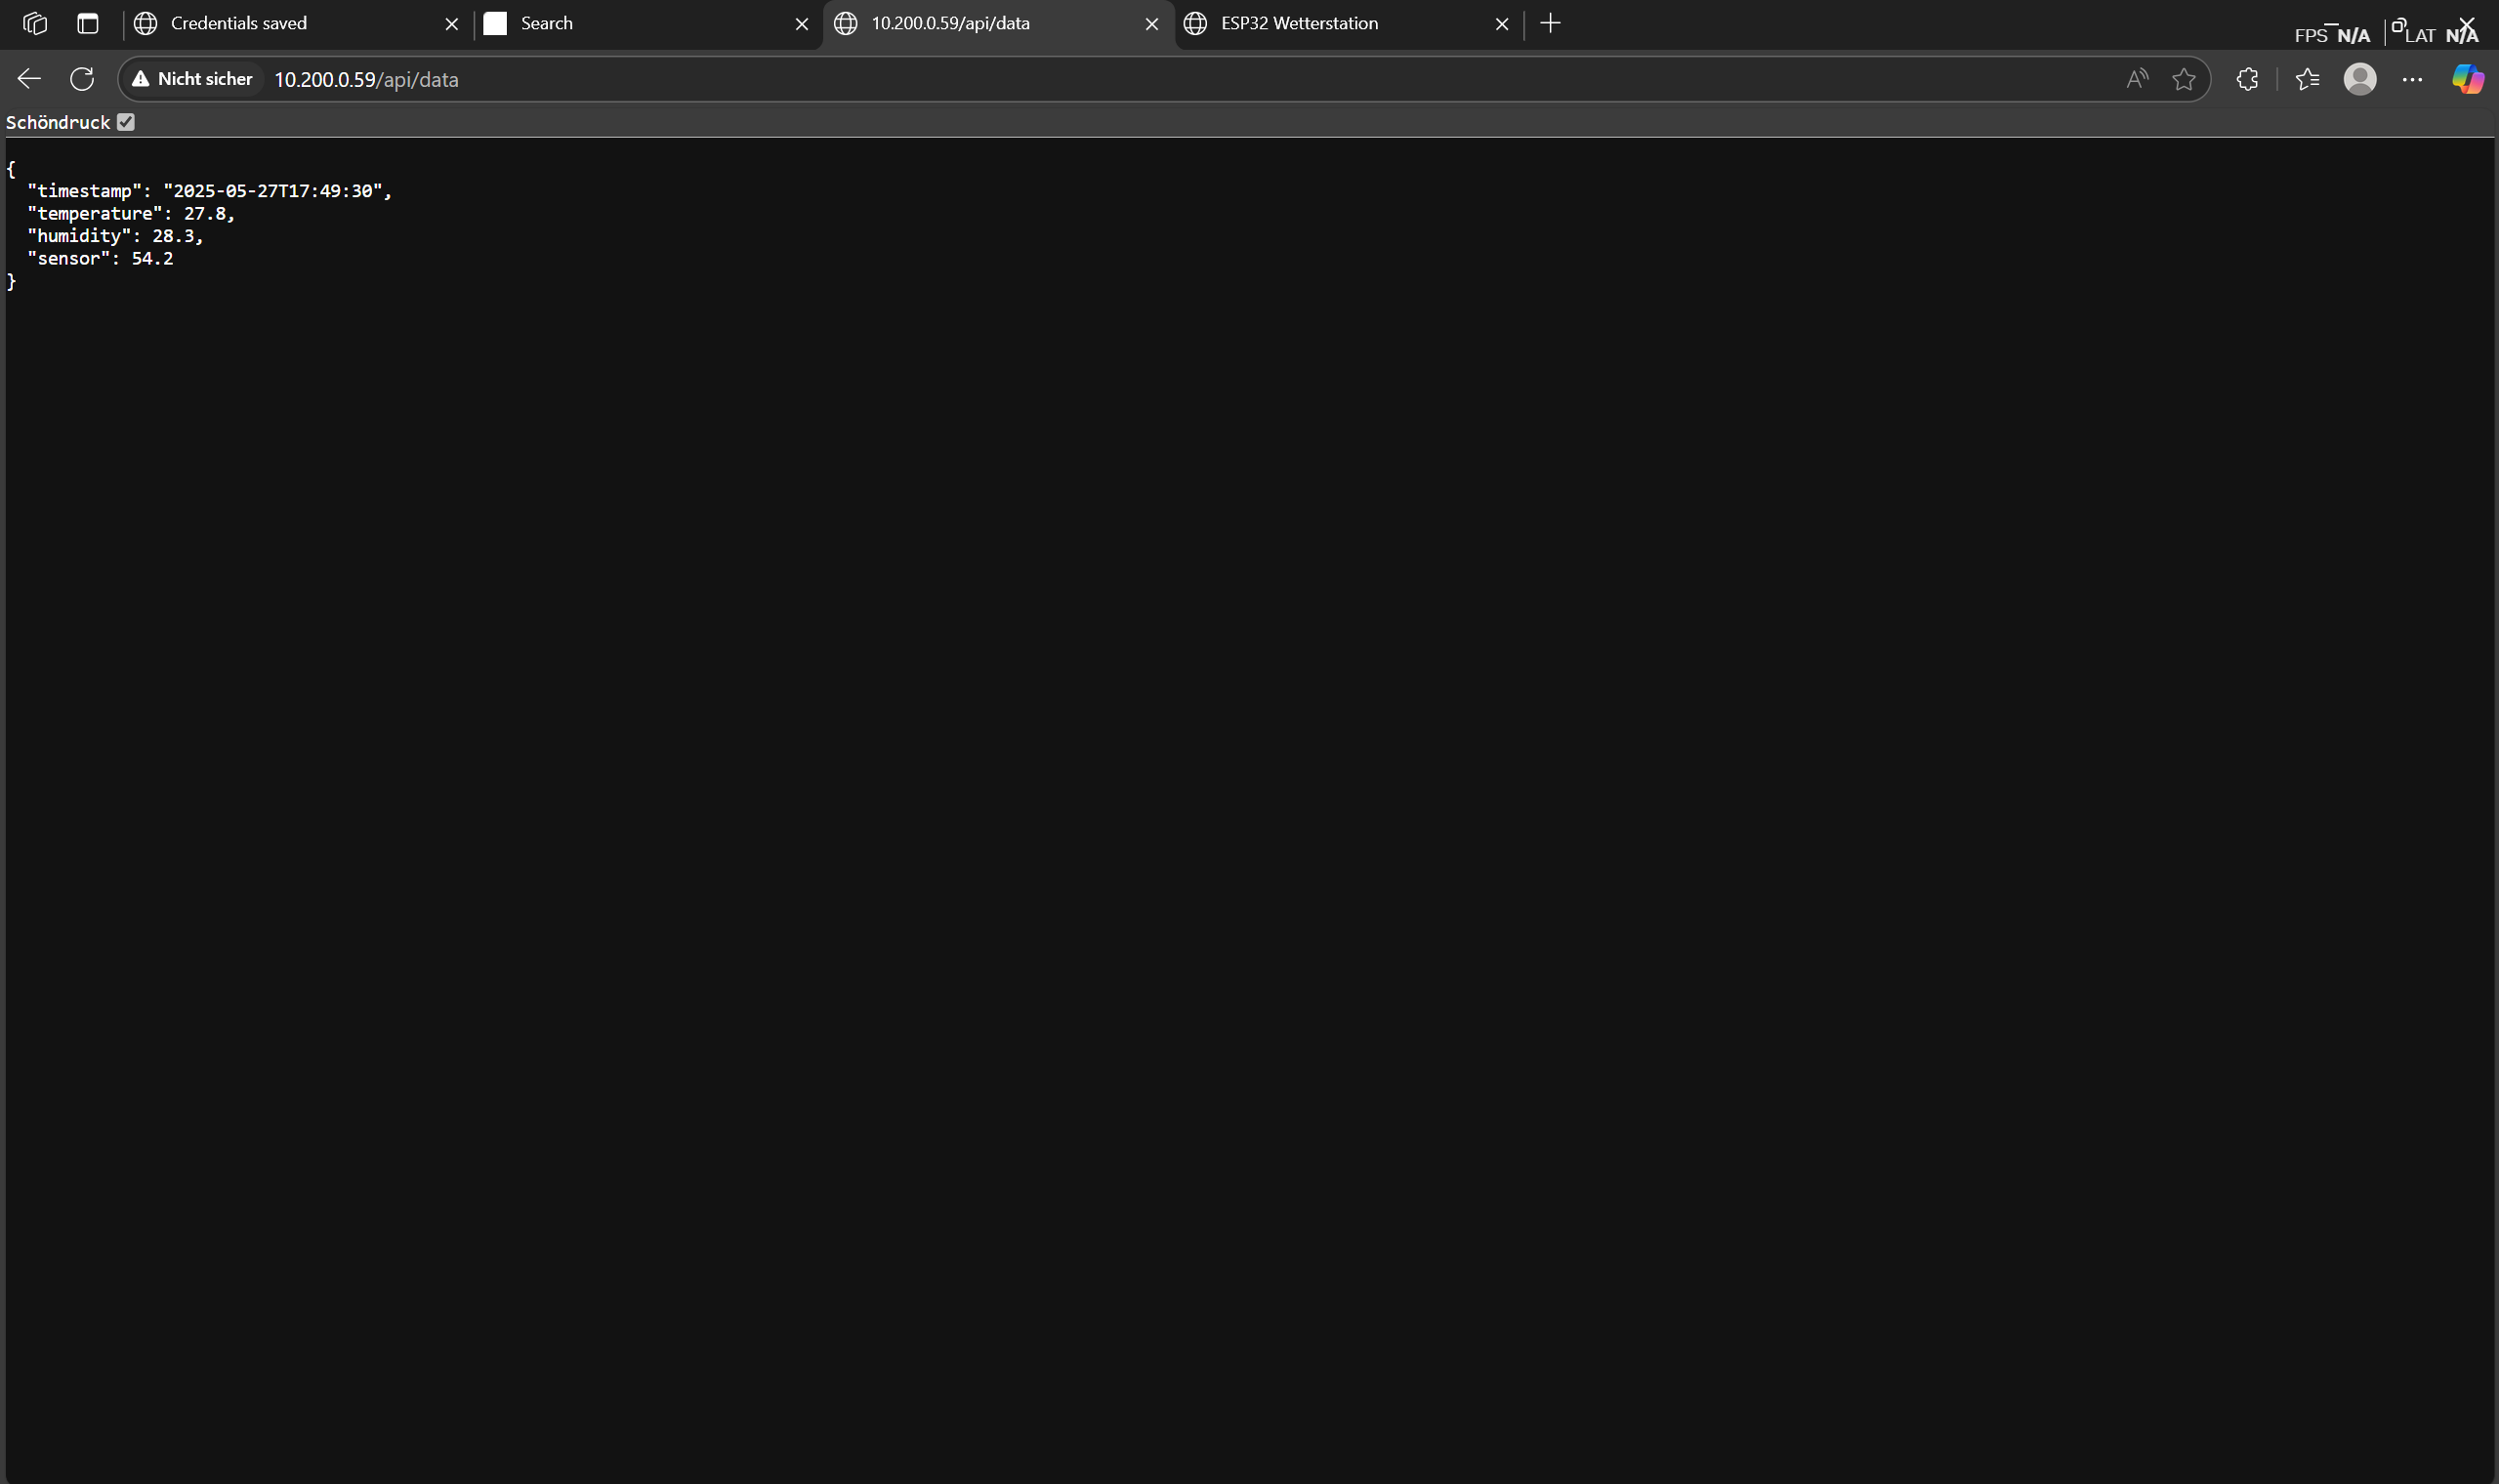 Credentials saved
Search
10.200.0.59/api/data
ESP32 Wetterstation
FPS N/A | LAT N/A
Nicht sicher
10.200.0.59/api/data
Schöndruck
{
"timestamp": "2025-05-27T17:49:30",
"temperature": 27.8,
"humidity": 28.3,
"sensor": 54.2
}